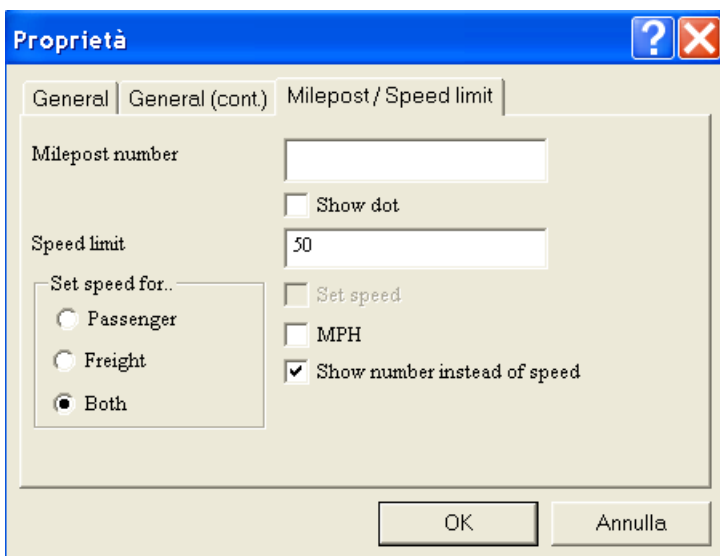 Proprietà
General General (cont.) Milepost / Speed limit
Milepost number
Show dot
Speed limit 50
Set speed for..
Set speed
Passenger
MPH
Freight
Show number instead of speed
Both
OK Annulla